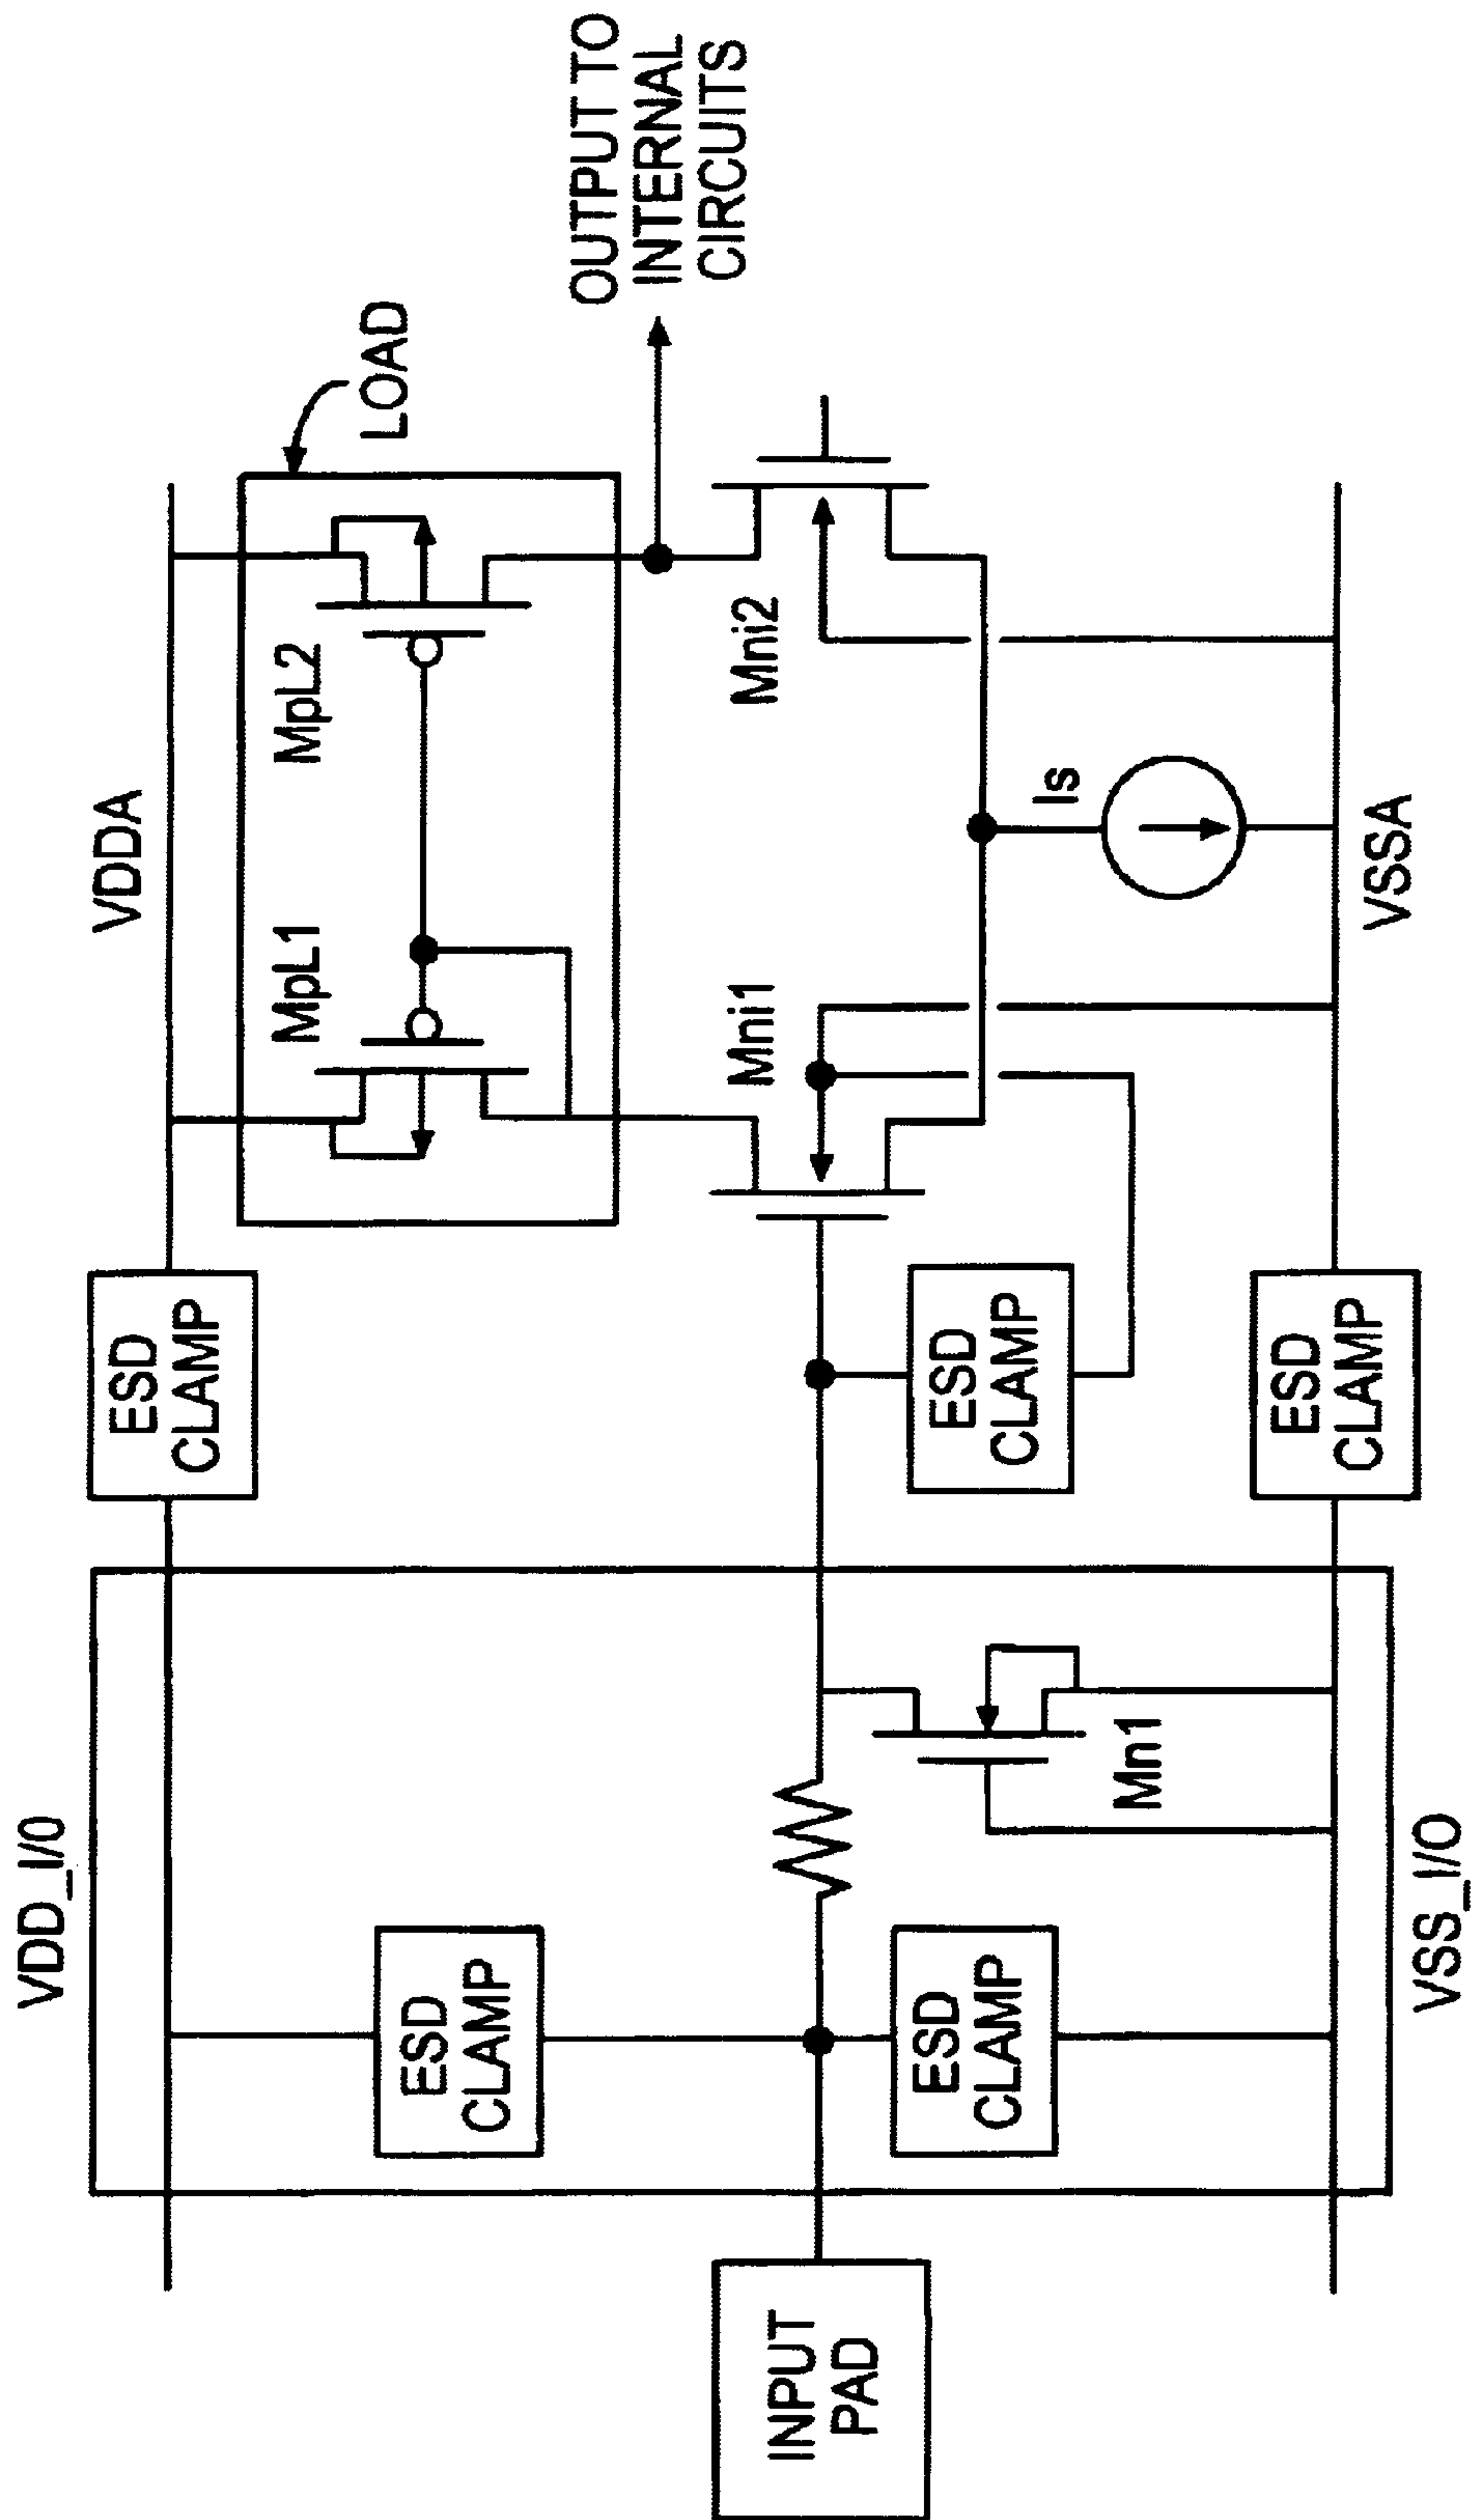 VDD_I/O
VDDA
LOAD
OUTPUT TO
INTERNAL
CIRCUITS
ESD
CLAMP
MpL1
MpL2
ESD
CLAMP
INPUT
PAD
ESD
CLAMP
Mn1
ESD
CLAMP
Mni1
Mni2
Is
ESD
CLAMP
VSS_I/O
VSSA